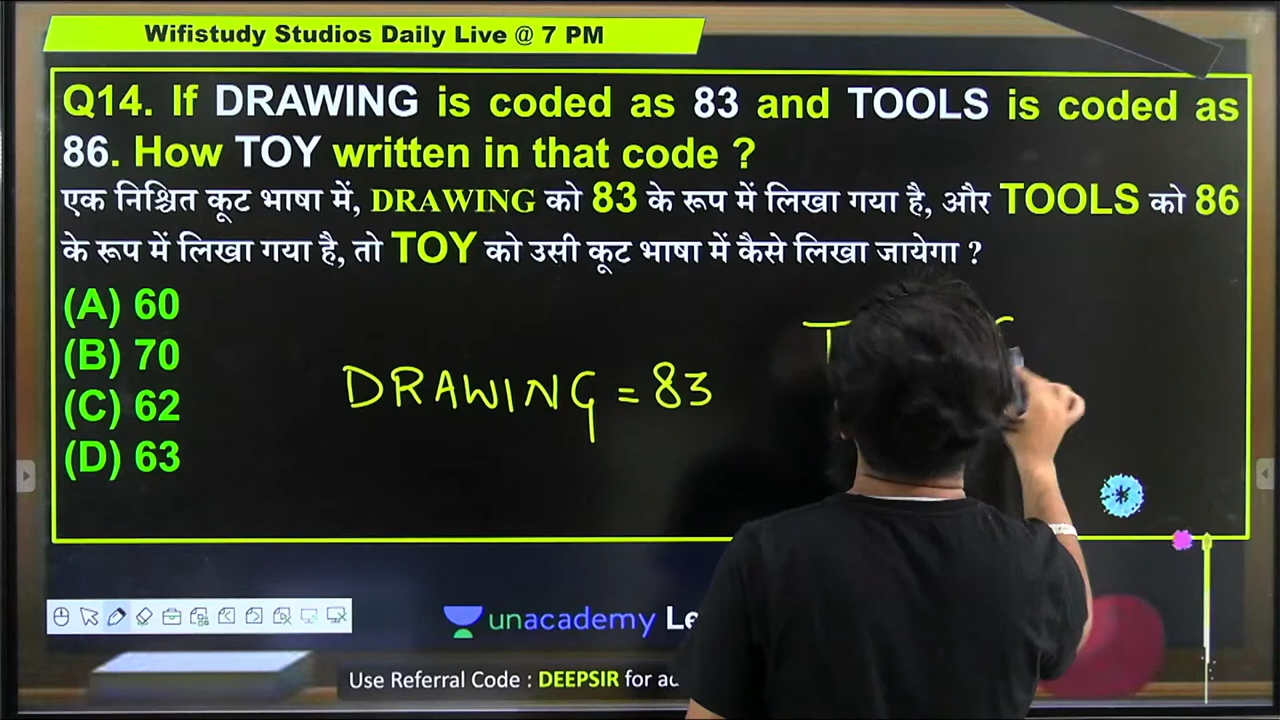 Wifistudy Studios Daily Live @ 7 PM
Q14. If DRAWING is coded as 83 and TOOLS is coded as
86. How TOY written in that code ?
एक निश्चित कूट भाषा में, DRAWING को 83 के रूप में लिखा गया है, और TOOLS को 86
के रूप में लिखा गया है, तो TOY को उसी कूट भाषा में कैसे लिखा जायेगा ?
(A) 60
(B) 70
(C) 62
(D) 63
DRAWING = 83
T
unacademy Le
Use Referral Code : DEEPSIR for